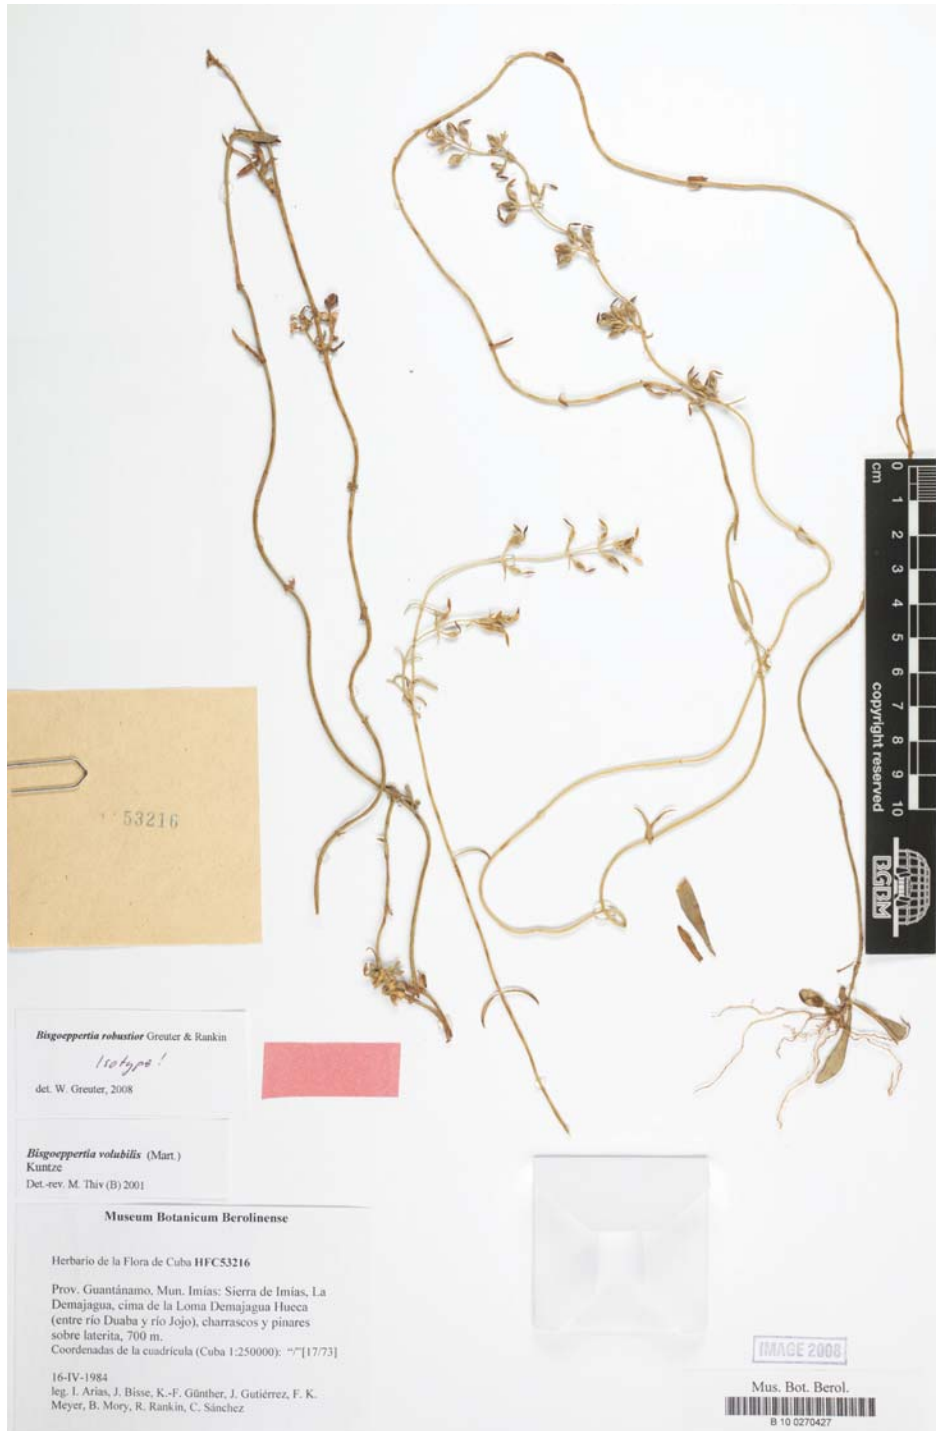 cm
0
1
2
3
4
5
6
7
8
9
10
copyright reserved
BGBM
53216
Bisgoeppertia robustior Greuter & Rankin
Isotype!
det. W. Greuter, 2008
Bisgoeppertia volubilis (Mart.)
Kuntze
Det.-rev. M. Thiv (B) 2001
Museum Botanicum Berolinense
Herbario de la Flora de Cuba HFC53216
Prov. Guantánamo, Mun. Imías: Sierra de Imías, La
Demajagua, cima de la Loma Demajagua Hueca
(entre río Duaba y río Jojo), charrascos y pinares
sobre laterita, 700 m.
Coordenadas de la cuadrícula (Cuba 1:250000): “/”[17/73]
16-IV-1984
leg. I. Arias, J. Bisse, K.-F. Günther, J. Gutiérrez, F. K.
Meyer, B. Mory, R. Rankin, C. Sánchez
IMAGE 2008
Mus. Bot. Berol.
B 10 0270427